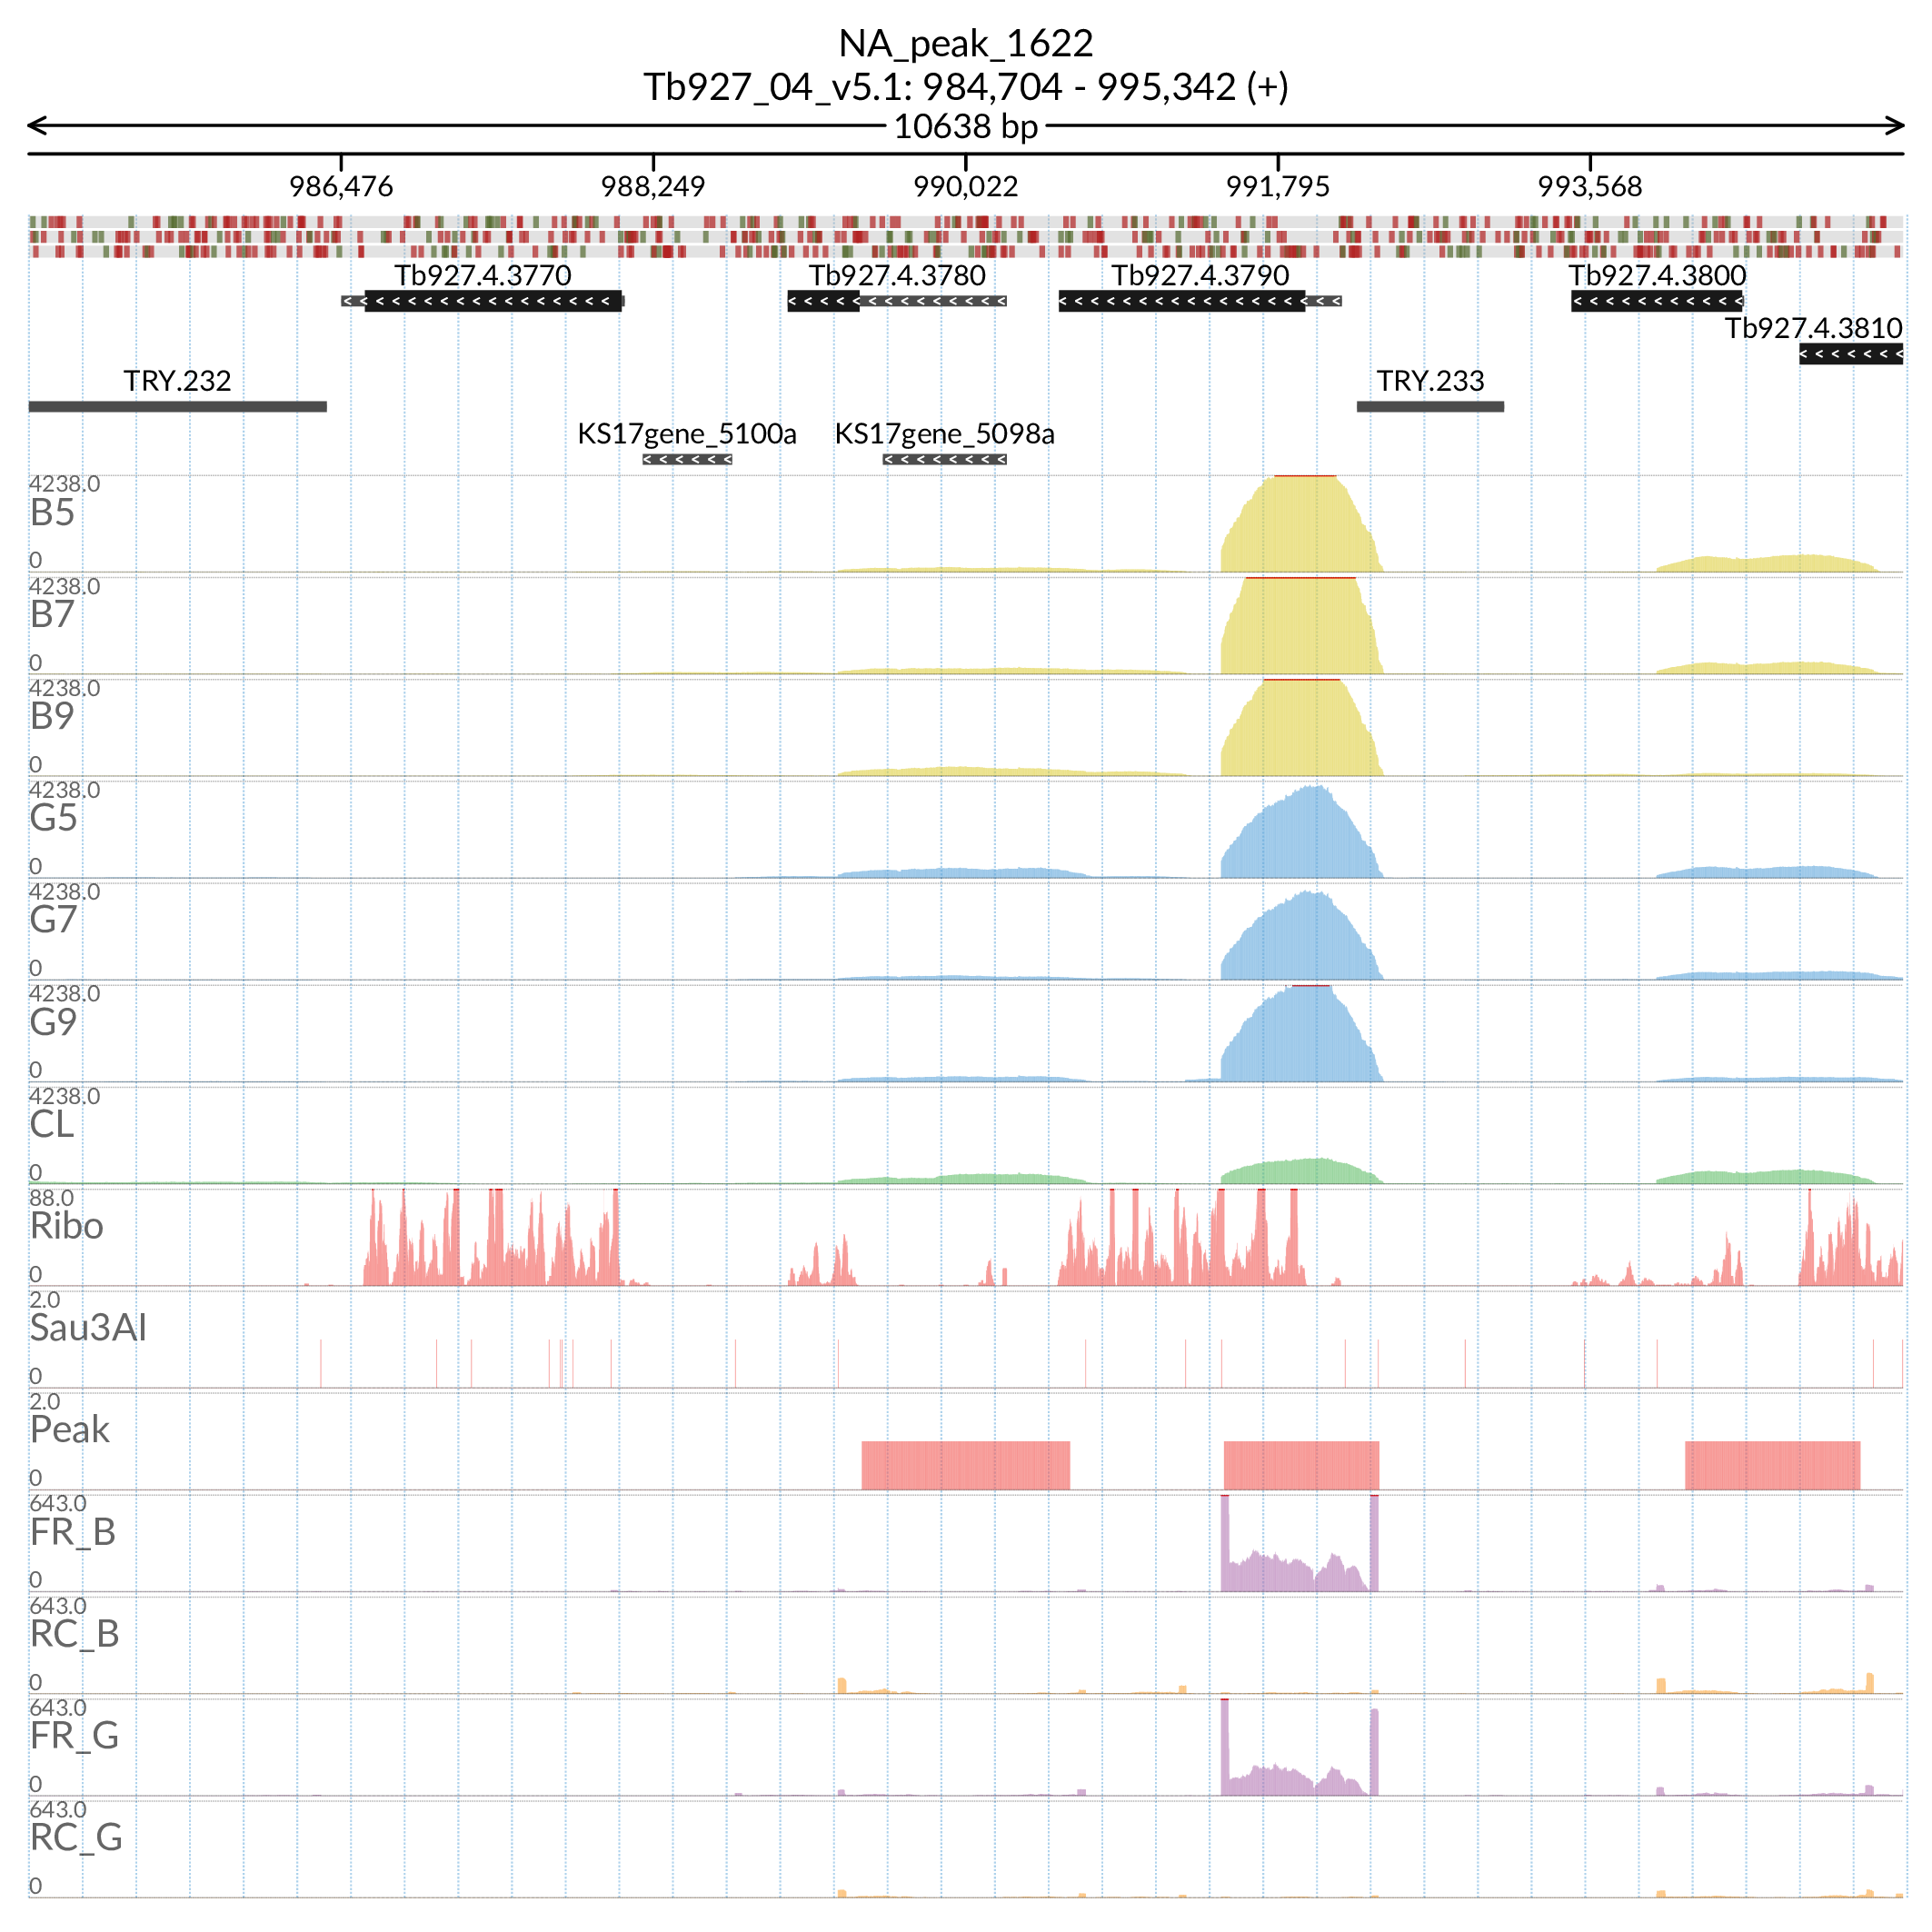 NA_peak_1622
Tb927_04_v5.1: 984,704 - 995,342 (+)
10638 bp
986,476 988,249 990,022 991,795 993,568
Tb927.4.3770 Tb927.4.3780 Tb927.4.3790 Tb927.4.3800
Tb927.4.3810
TRY.232 TRY.233
KS17gene_5100a KS17gene_5098a
4238.0
B5
0
4238.0
B7
0
4238.0
B9
0
4238.0
G5
0
4238.0
G7
0
4238.0
G9
0
4238.0
CL
0
88.0
Ribo
0
2.0
Sau3AI
0
2.0
Peak
0
643.0
FR_B
0
643.0
RC_B
0
643.0
FR_G
0
643.0
RC_G
0